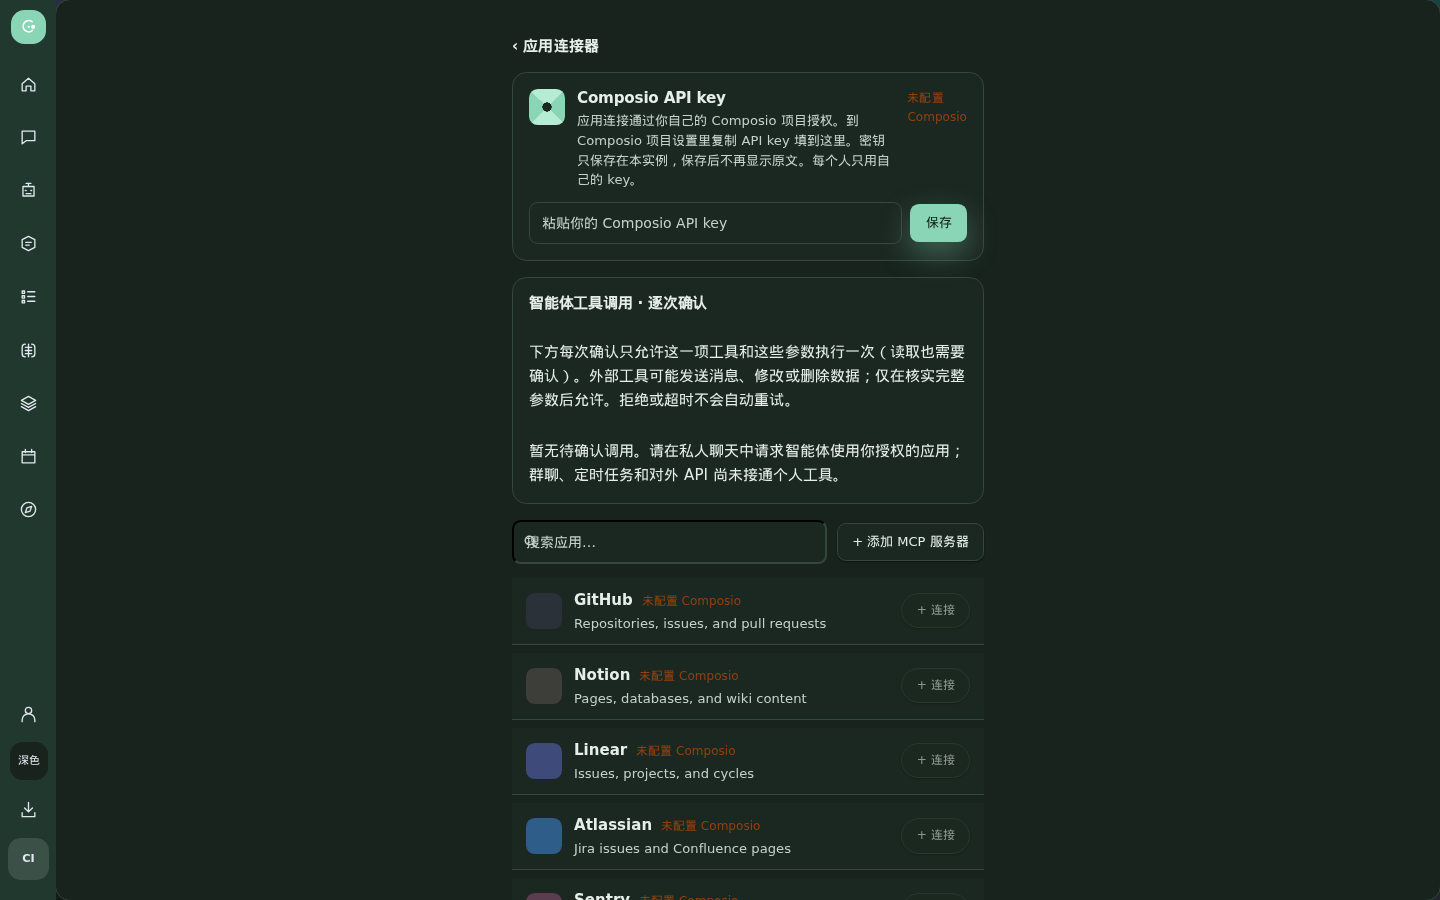 ‹ 应用连接器
Composio API key
未配置
Composio
应用连接通过你自己的 Composio 项目授权。到
Composio 项目设置里复制 API key 填到这里。密钥
只保存在本实例，保存后不再显示原文。每个人只用自
己的 key。
粘贴你的 Composio API key
保存
智能体工具调用 · 逐次确认
下方每次确认只允许这一项工具和这些参数执行一次（读取也需要
确认）。外部工具可能发送消息、修改或删除数据；仅在核实完整
参数后允许。拒绝或超时不会自动重试。
暂无待确认调用。请在私人聊天中请求智能体使用你授权的应用；
群聊、定时任务和对外 API 尚未接通个人工具。
搜索应用...
+ 添加 MCP 服务器
GitHub 未配置 Composio
Repositories, issues, and pull requests
+ 连接
Notion 未配置 Composio
Pages, databases, and wiki content
+ 连接
Linear 未配置 Composio
Issues, projects, and cycles
+ 连接
Atlassian 未配置 Composio
Jira issues and Confluence pages
+ 连接
Sentry 未配置 Composio
深色
CI